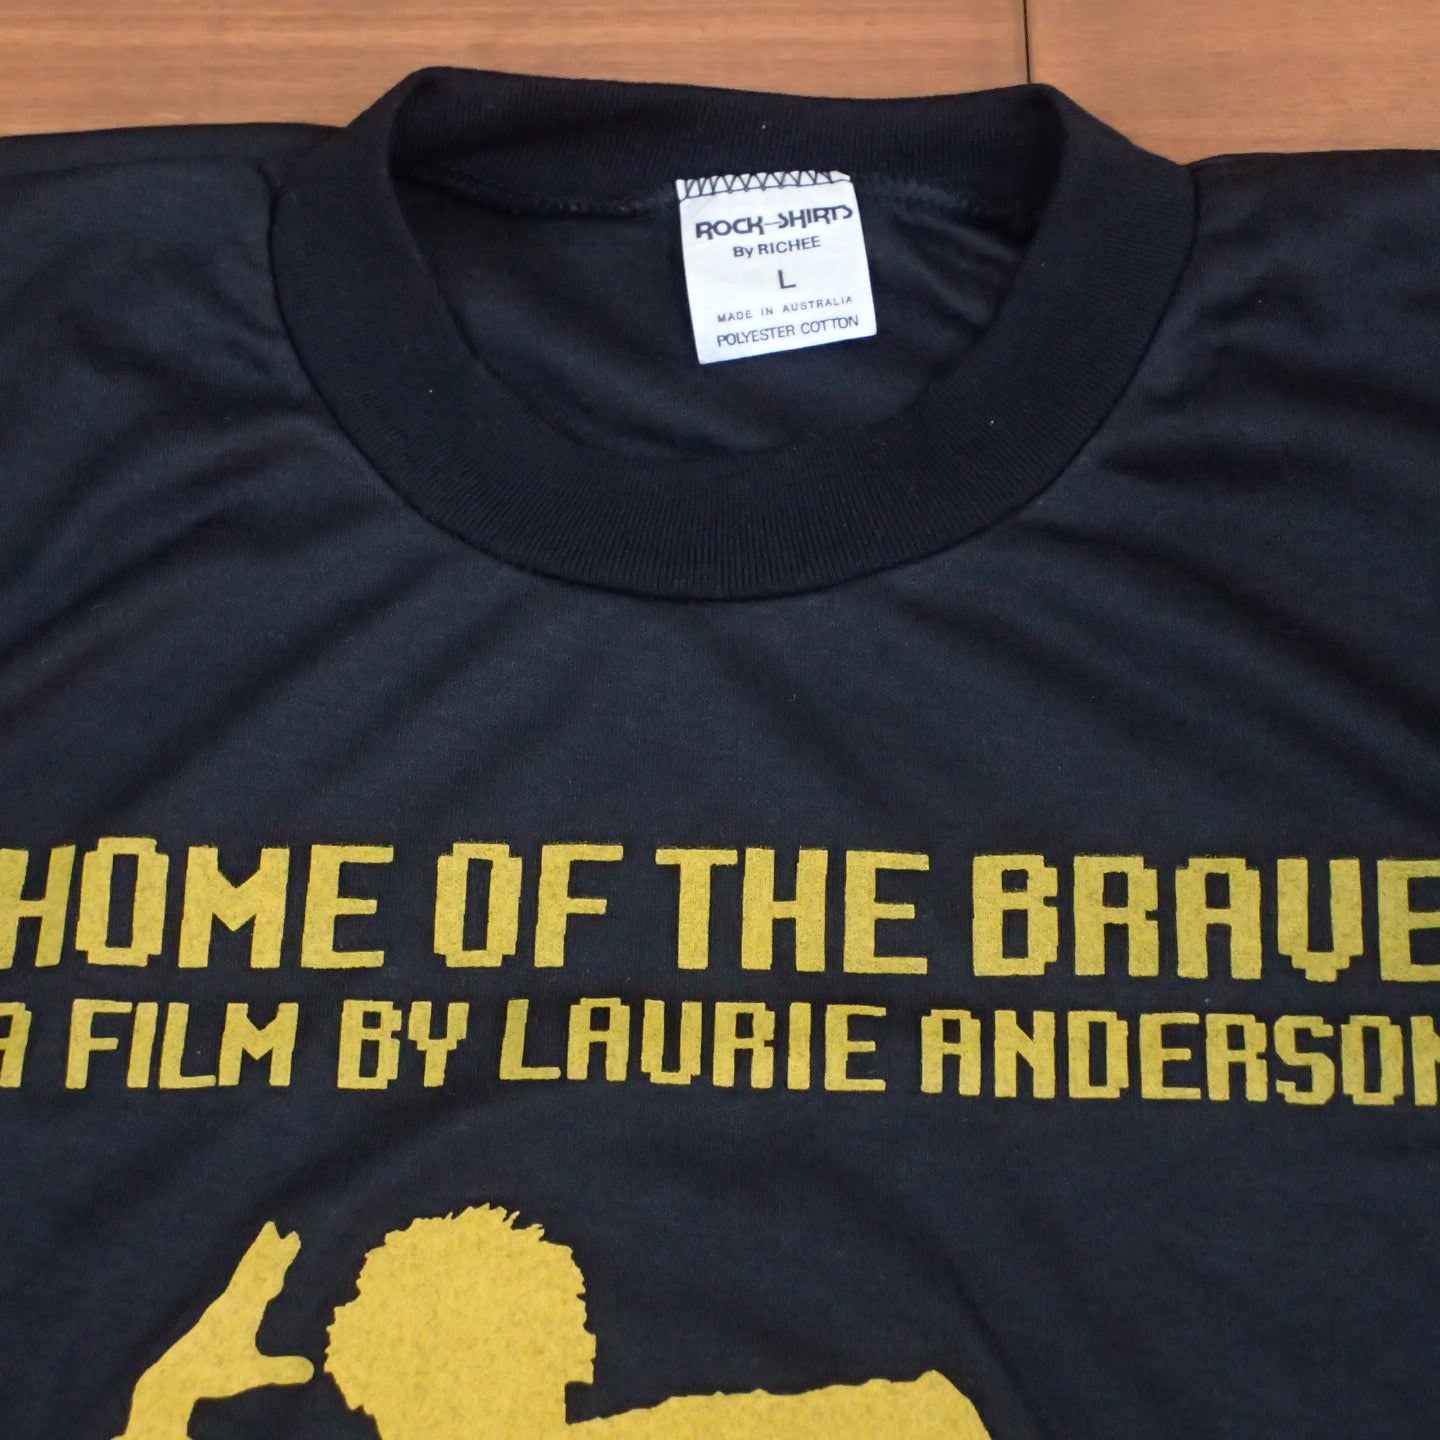 ROCK-SHIRTS
By RICHEE
L
MADE IN AUSTRALIA
POLYESTER COTTON
HOME OF THE BRAVE
A FILM BY LAURIE ANDERSON